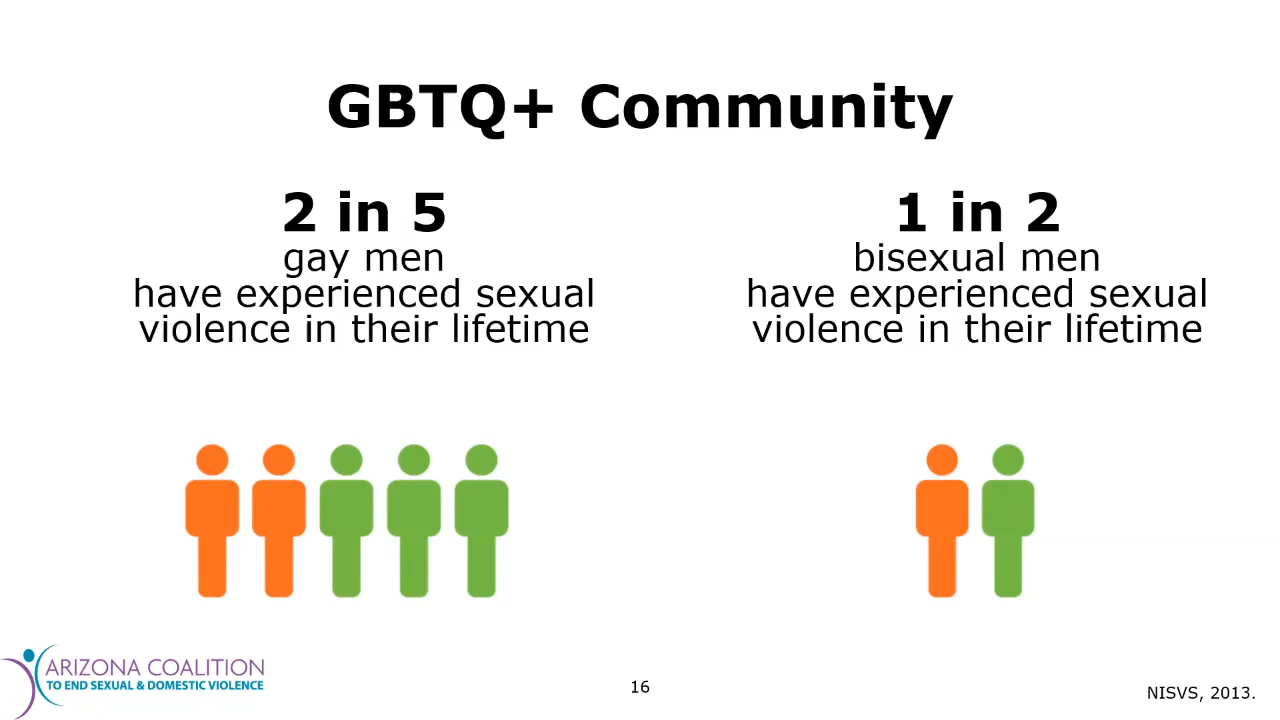 GBTQ+ Community
2 in 5
gay men
have experienced sexual
violence in their lifetime
1 in 2
bisexual men
have experienced sexual
violence in their lifetime
ARIZONA COALITION
TO END SEXUAL & DOMESTIC VIOLENCE
16
NISVS, 2013.